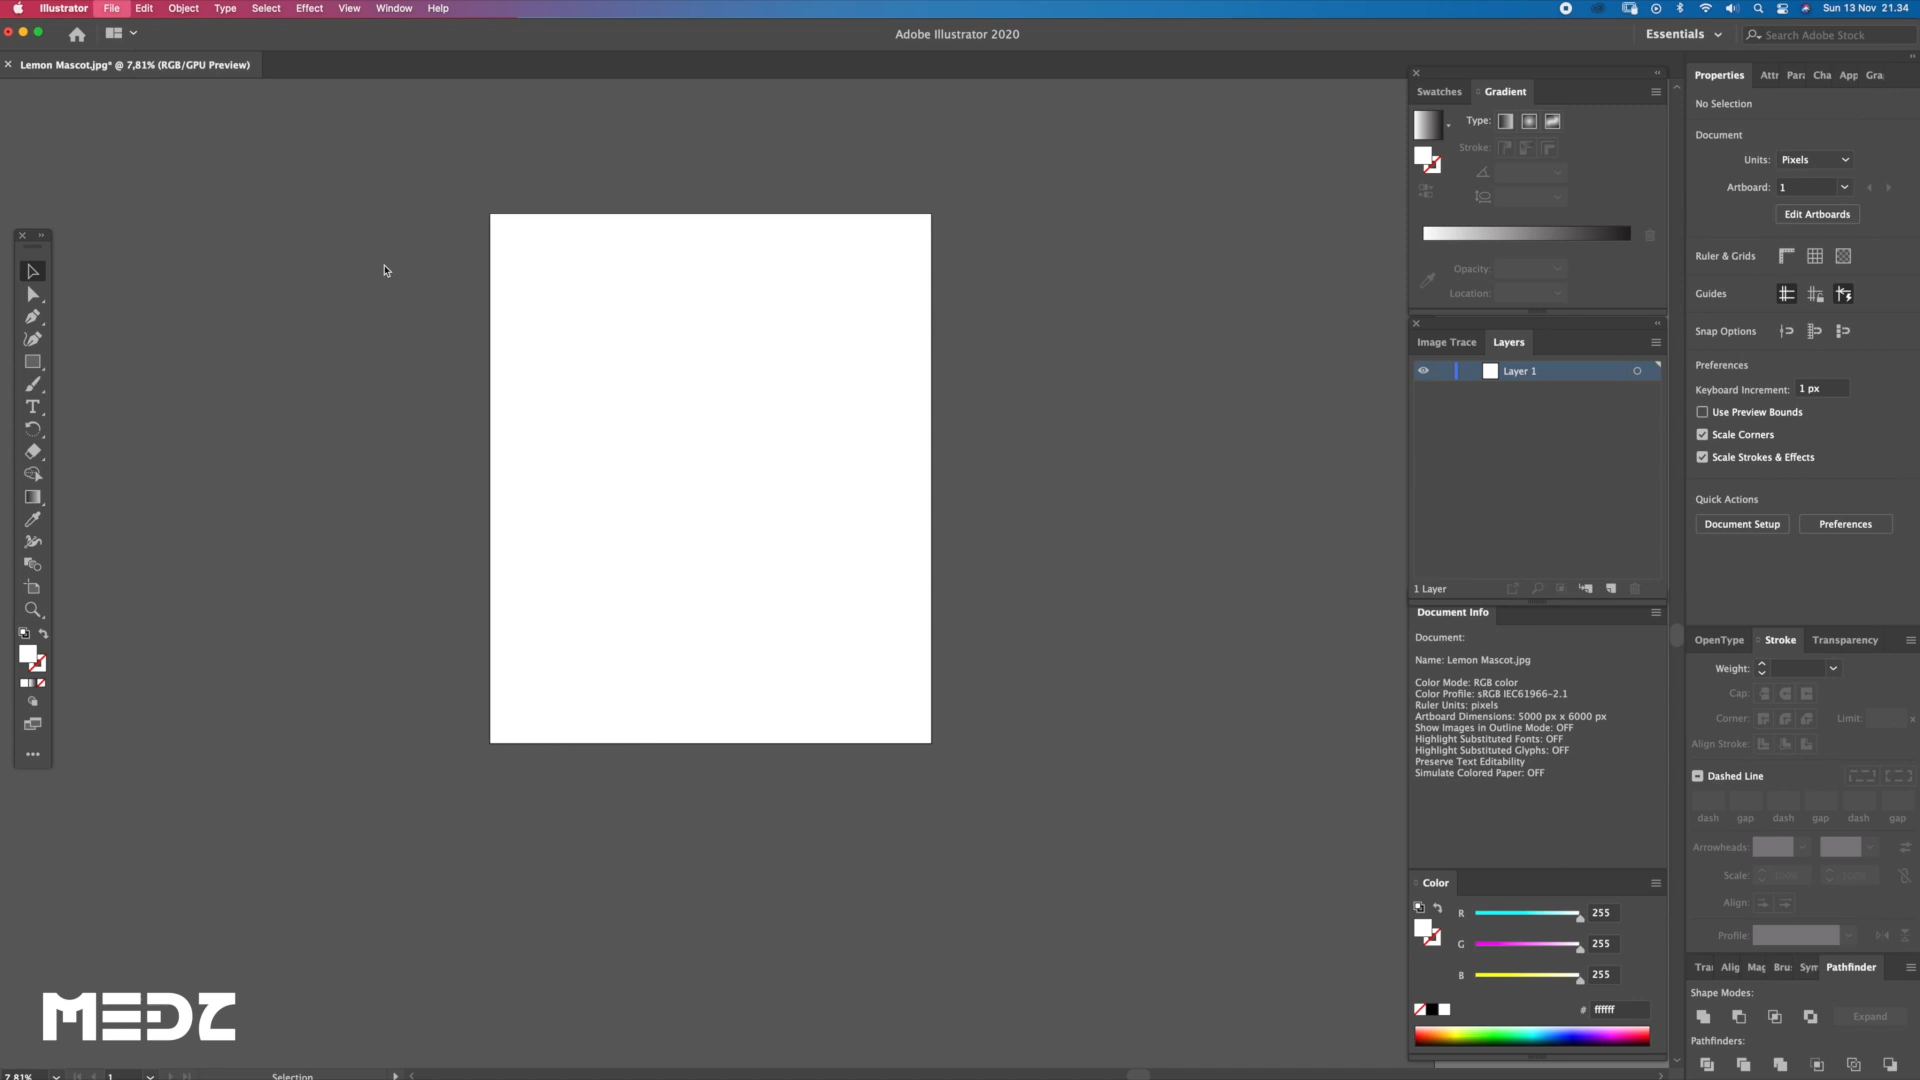 Illustrator File Edit Object Type Select Effect View Window Help
Sun 13 Nov 21.34
Adobe Illustrator 2020
Essentials
Search Adobe Stock
Lemon Mascot.jpg* @ 7,81% (RGB/GPU Preview)
Swatches Gradient
Type:
Stroke:
Opacity:
Location:
Image Trace Layers
Layer 1
1 Layer
Document Info
Document:
Name: Lemon Mascot.jpg
Color Mode: RGB color
Color Profile: sRGB IEC61966-2.1
Ruler Units: pixels
Artboard Dimensions: 5000 px x 6000 px
Show Images in Outline Mode: OFF
Highlight Substituted Fonts: OFF
Highlight Substituted Glyphs: OFF
Preserve Text Editability
Simulate Colored Paper: OFF
Color
R 255
G 255
B 255
# ffffff
Properties Attr Para Cha App Gra
No Selection
Document
Units: Pixels
Artboard: 1
Edit Artboards
Ruler & Grids
Guides
Snap Options
Preferences
Keyboard Increment: 1 px
Use Preview Bounds
Scale Corners
Scale Strokes & Effects
Quick Actions
Document Setup Preferences
OpenType Stroke Transparency
Weight:
Cap:
Corner: Limit: x
Align Stroke:
Dashed Line
dash gap dash gap dash gap
Arrowheads:
Scale: 100% 100%
Align:
Profile:
Tra Alig Mag Bru Sym Pathfinder
Shape Modes:
Expand
Pathfinders:
MEDZ
7,81% 1 Selection